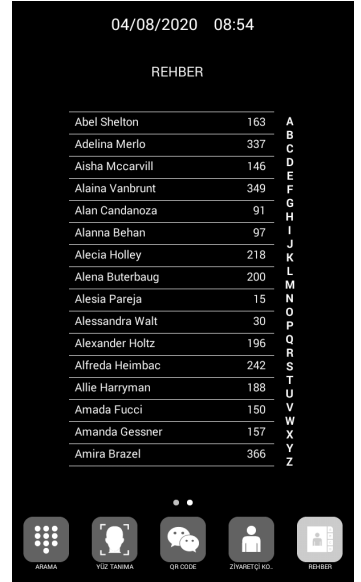 04/08/2020 08:54
REHBER
Abel Shelton 163
Adelina Merlo 337
Aisha Mccarvill 146
Alaina Vanbrunt 349
Alan Candanoza 91
Alanna Behan 97
Alecia Holley 218
Alena Buterbaug 200
Alesia Pareja 15
Alessandra Walt 30
Alexander Holtz 196
Alfreda Heimbac 242
Allie Harryman 188
Amada Fucci 150
Amanda Gessner 157
Amira Brazel 366
A
B
C
D
E
F
G
H
I
J
K
L
M
N
O
P
Q
R
S
T
U
V
W
X
Y
Z
ARAMA
YÜZ TANIMA
QR CODE
ZİYARETÇİ KO..
REHBER